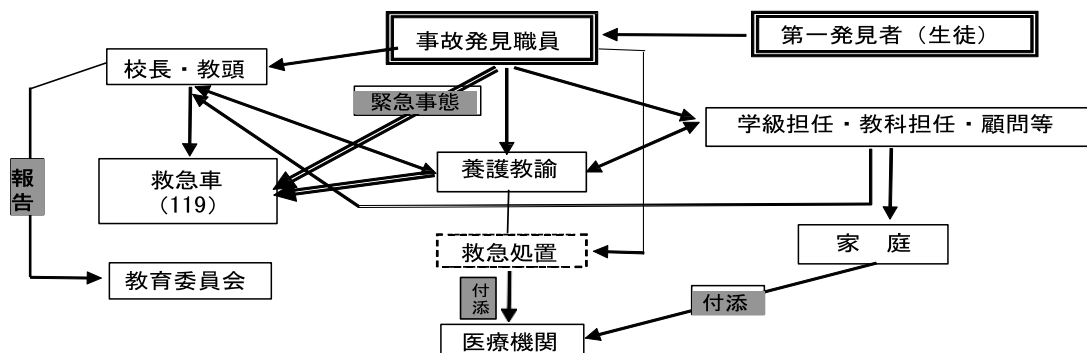 事故発見職員
第一発見者（生徒）
校長・教頭
緊急事態
学級担任・教科担任・顧問等
養護教諭
救急車
（119）
報告
救急処置
家　庭
教育委員会
付添
付添
医療機関